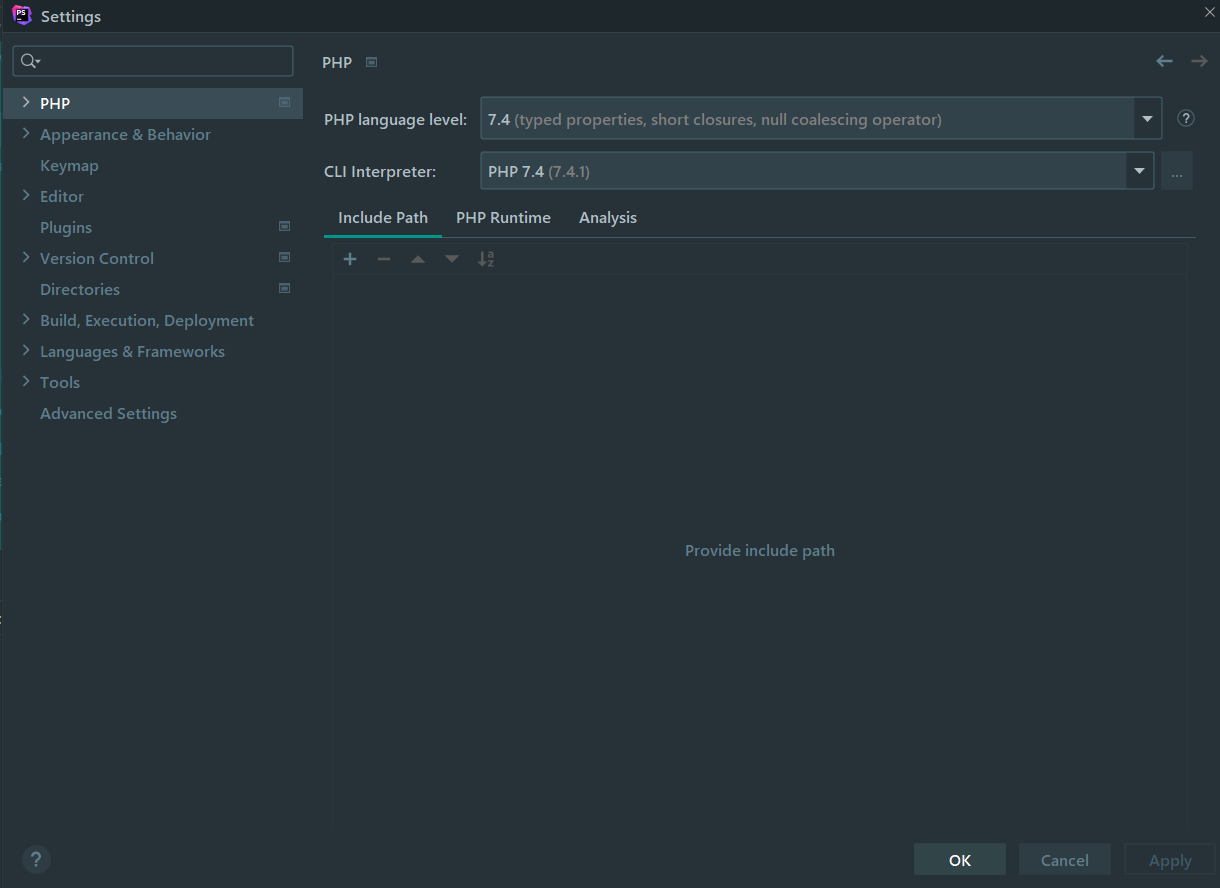 Settings
PHP
Appearance & Behavior
Keymap
Editor
Plugins
Version Control
Directories
Build, Execution, Deployment
Languages & Frameworks
Tools
Advanced Settings
PHP
PHP language level: 7.4 (typed properties, short closures, null coalescing operator)
CLI Interpreter: PHP 7.4 (7.4.1) ...
Include Path PHP Runtime Analysis
Provide include path
OK Cancel Apply